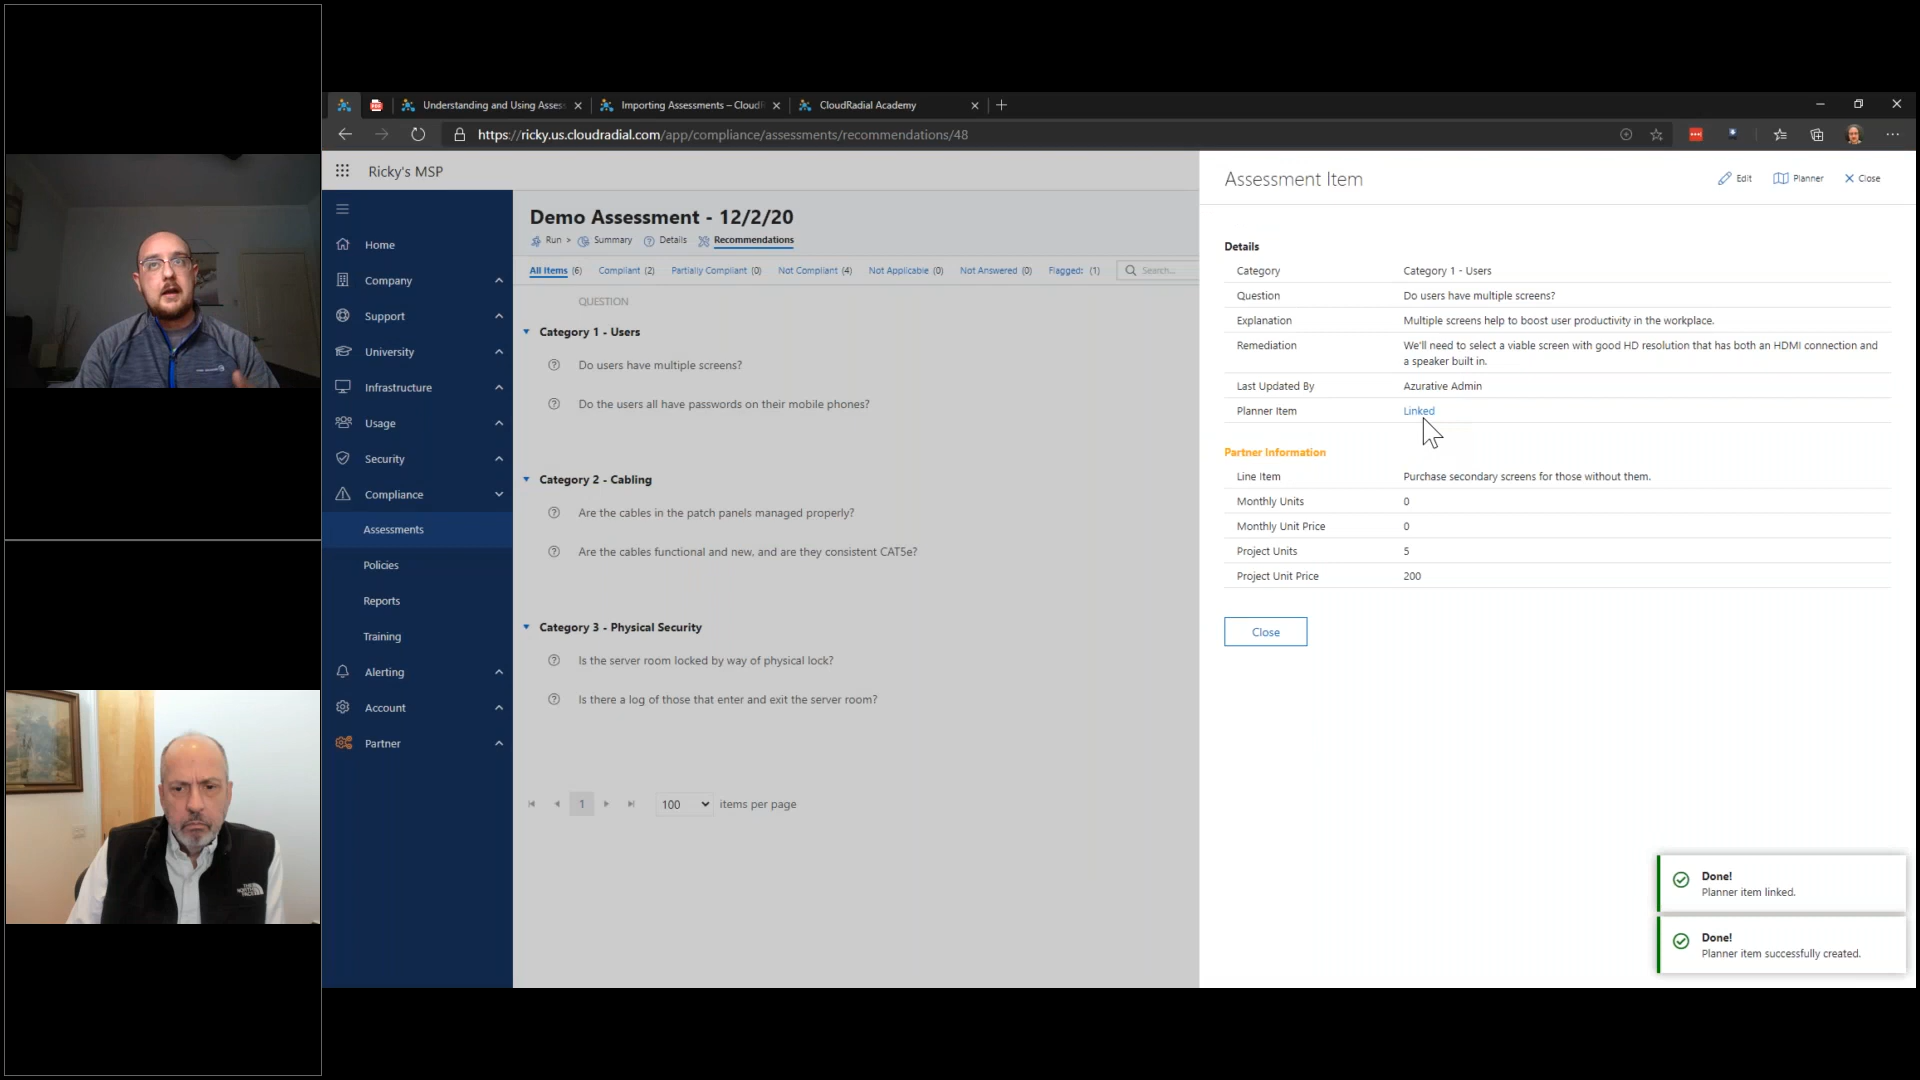 Understanding and Using Asses
Importing Assessments – CloudR
CloudRadial Academy
https://ricky.us.cloudradial.com/app/compliance/assessments/recommendations/48
Ricky's MSP
Home
Company
Support
University
Infrastructure
Usage
Security
Compliance
Assessments
Policies
Reports
Training
Alerting
Account
Partner
Demo Assessment - 12/2/20
Run > Summary Details Recommendations
All Items (6) Compliant (2) Partially Compliant (0) Not Compliant (4) Not Applicable (0) Not Answered (0) Flagged: (1) Search...
QUESTION
Category 1 - Users
Do users have multiple screens?
Do the users all have passwords on their mobile phones?
Category 2 - Cabling
Are the cables in the patch panels managed properly?
Are the cables functional and new, and are they consistent CAT5e?
Category 3 - Physical Security
Is the server room locked by way of physical lock?
Is there a log of those that enter and exit the server room?
1 100 items per page
Assessment Item
Edit Planner Close
Details
Category Category 1 - Users
Question Do users have multiple screens?
Explanation Multiple screens help to boost user productivity in the workplace.
Remediation We'll need to select a viable screen with good HD resolution that has both an HDMI connection and
a speaker built in.
Last Updated By Azurative Admin
Planner Item Linked
Partner Information
Line Item Purchase secondary screens for those without them.
Monthly Units 0
Monthly Unit Price 0
Project Units 5
Project Unit Price 200
Close
Done!
Planner item linked.
Done!
Planner item successfully created.
THE
NORTH
FACE